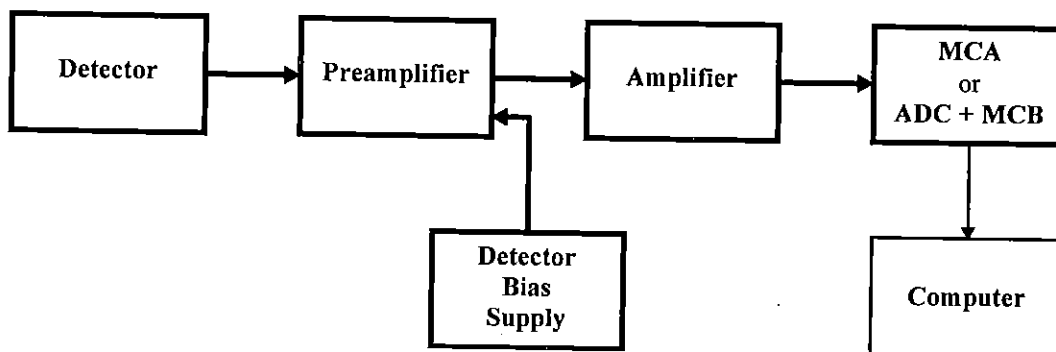 Detector
Preamplifier
Amplifier
MCA
or
ADC + MCB
Detector
Bias
Supply
Computer